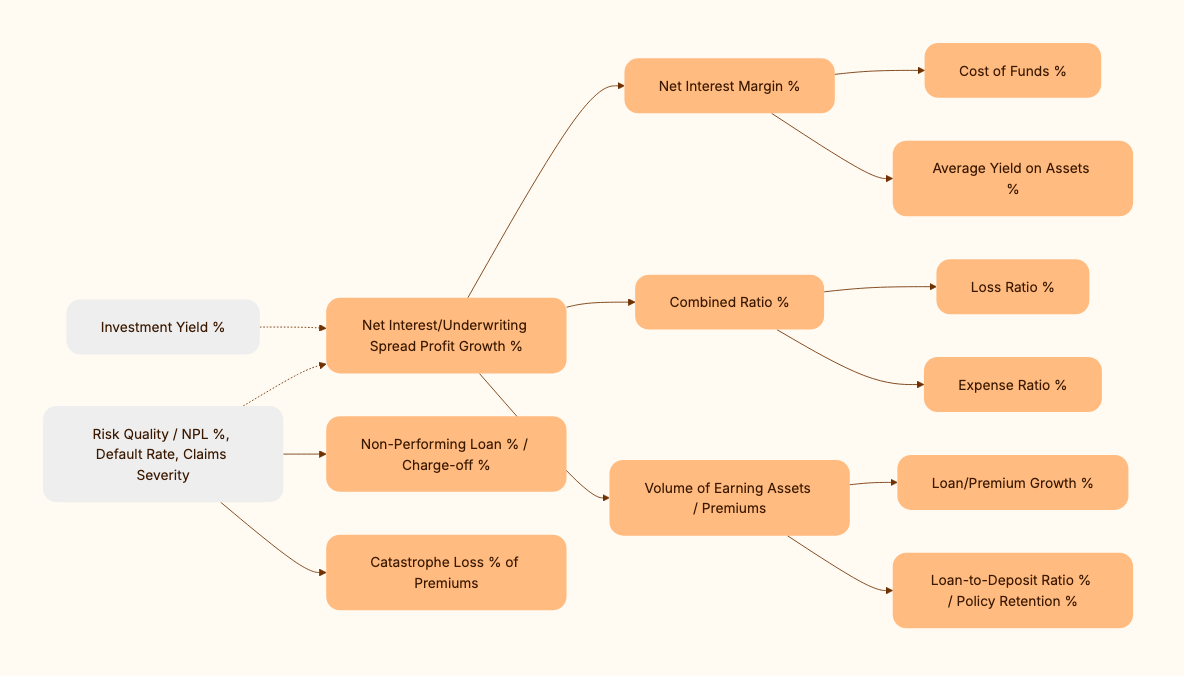 Investment Yield %
Risk Quality / NPL %,
Default Rate, Claims
Severity
Net Interest/Underwriting
Spread Profit Growth %
Non-Performing Loan % /
Charge-off %
Catastrophe Loss % of
Premiums
Net Interest Margin %
Combined Ratio %
Volume of Earning Assets
/ Premiums
Cost of Funds %
Average Yield on Assets
%
Loss Ratio %
Expense Ratio %
Loan/Premium Growth %
Loan-to-Deposit Ratio %
/ Policy Retention %